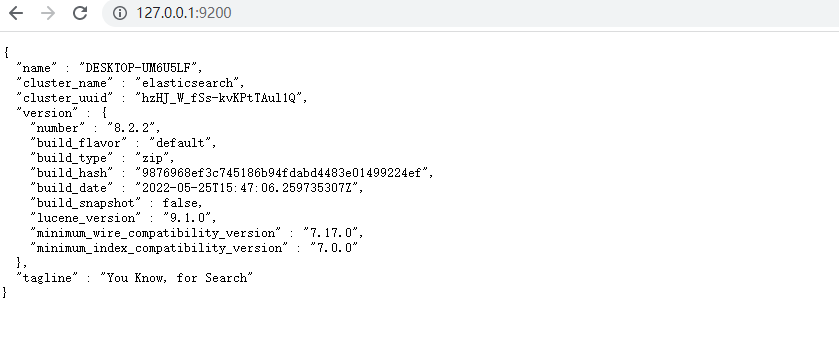 127.0.0.1:9200
{
  "name" : "DESKTOP-UM6U5LF",
  "cluster_name" : "elasticsearch",
  "cluster_uuid" : "hzHJ_W_fSs-kvKPtTAul1Q",
  "version" : {
    "number" : "8.2.2",
    "build_flavor" : "default",
    "build_type" : "zip",
    "build_hash" : "9876968ef3c745186b94fdabd4483e01499224ef",
    "build_date" : "2022-05-25T15:47:06.259735307Z",
    "build_snapshot" : false,
    "lucene_version" : "9.1.0",
    "minimum_wire_compatibility_version" : "7.17.0",
    "minimum_index_compatibility_version" : "7.0.0"
  },
  "tagline" : "You Know, for Search"
}